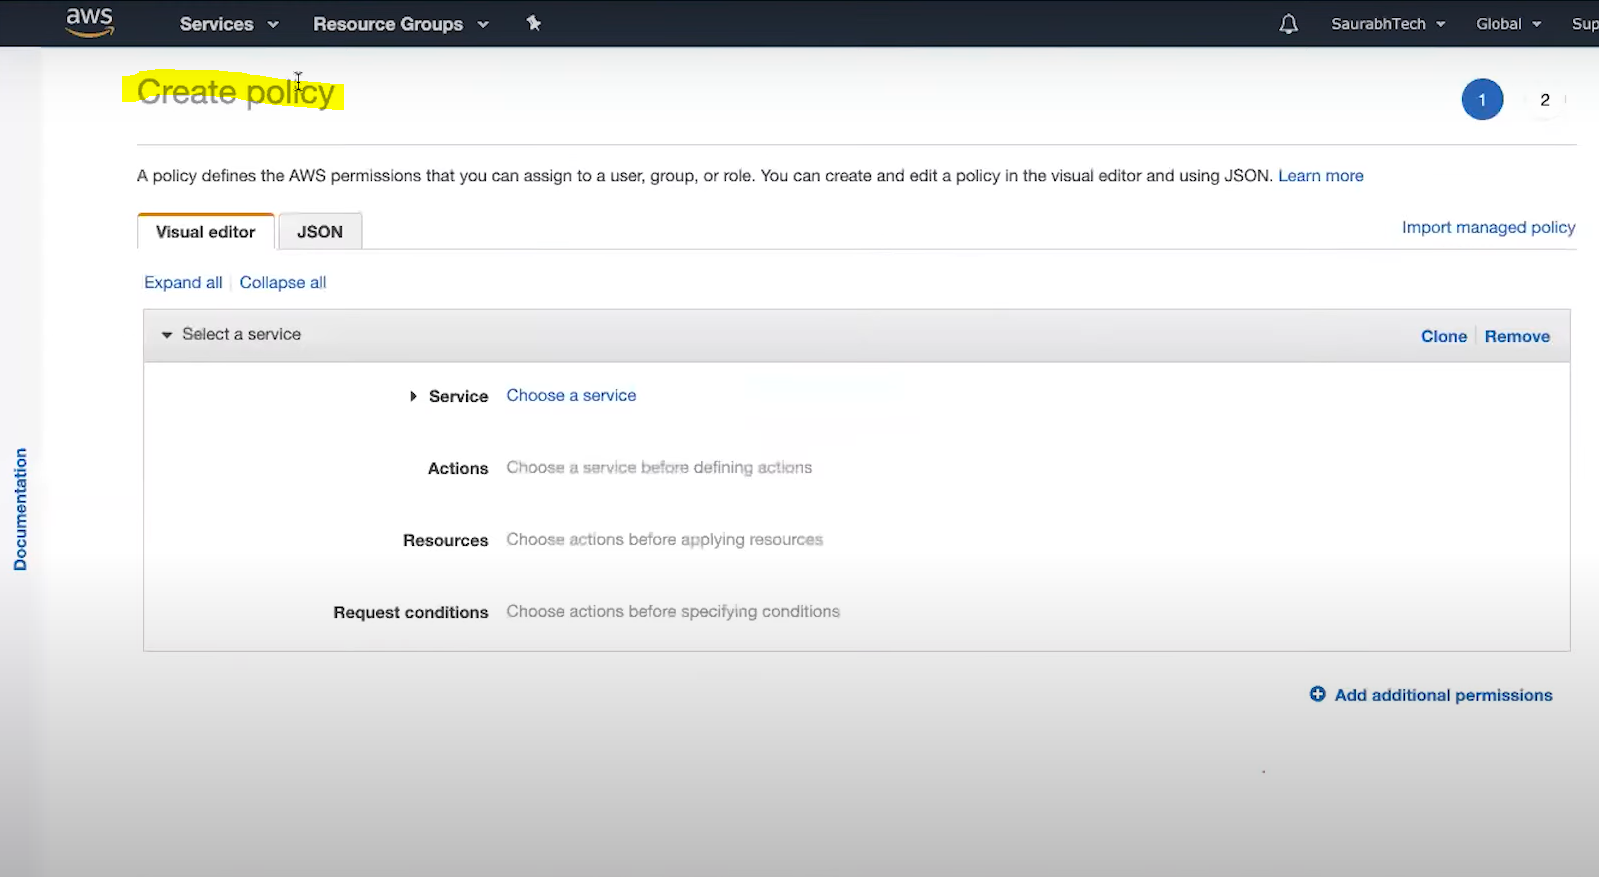 aws Services Resource Groups SaurabhTech Global Sup
Create policy 1 2
A policy defines the AWS permissions that you can assign to a user, group, or role. You can create and edit a policy in the visual editor and using JSON. Learn more
Visual editor JSON Import managed policy
Expand all Collapse all
Select a service Clone Remove
Service Choose a service
Actions Choose a service before defining actions
Resources Choose actions before applying resources
Request conditions Choose actions before specifying conditions
Documentation
Add additional permissions